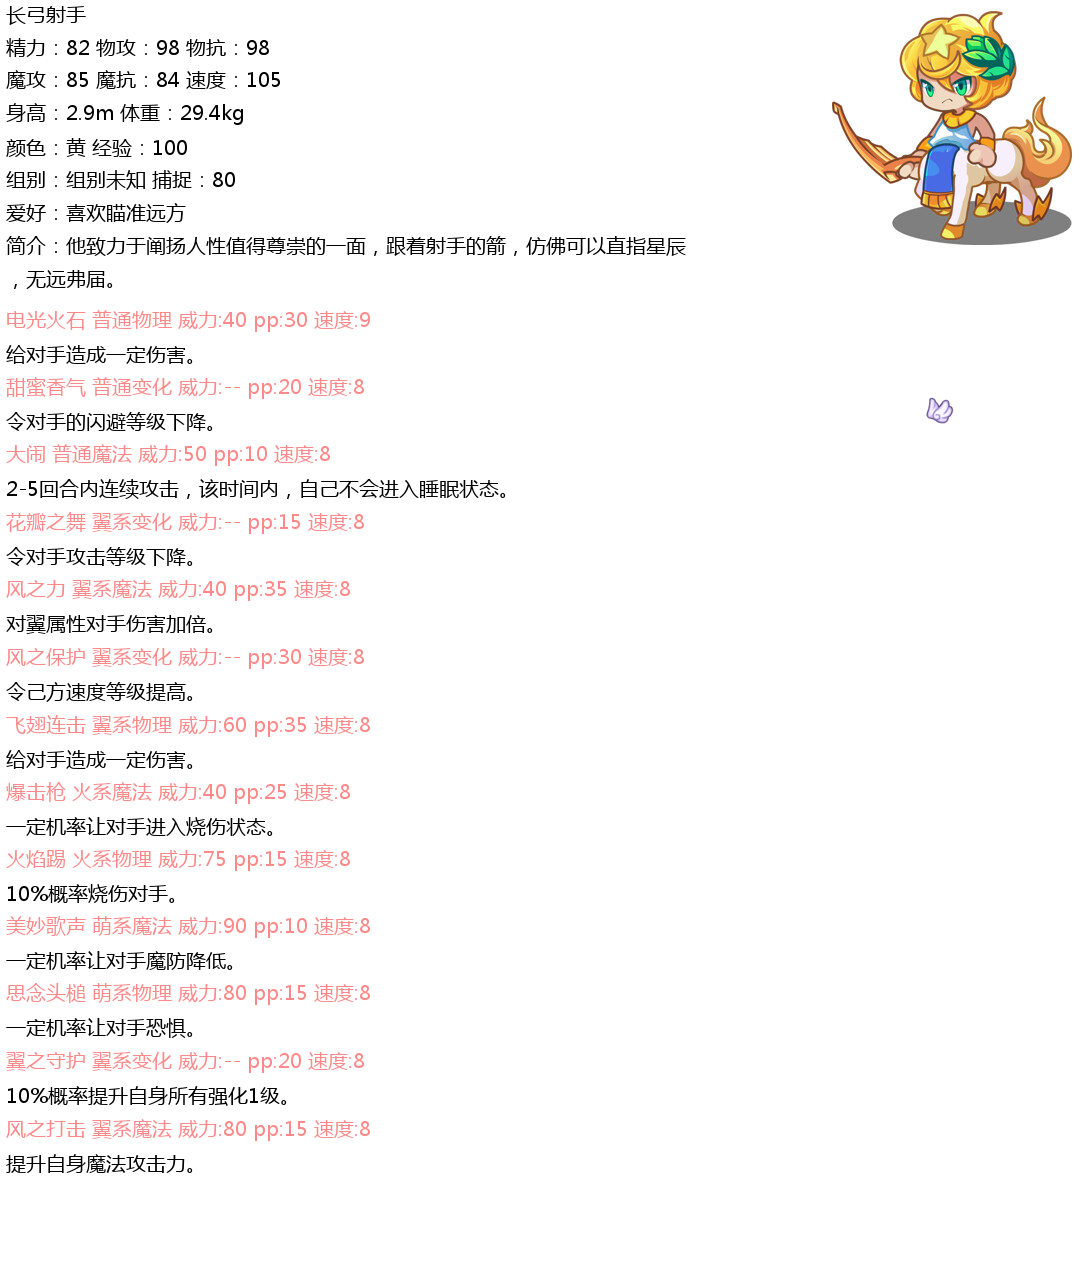 长弓射手
精力：82 物攻：98 物抗：98
魔攻：85 魔抗：84 速度：105
身高：2.9m 体重：29.4kg
颜色：黄 经验：100
组别：组别未知 捕捉：80
爱好：喜欢瞄准远方
简介：他致力于阐扬人性值得尊崇的一面，跟着射手的箭，仿佛可以直指星辰
，无远弗届。
电光火石 普通物理 威力:40 pp:30 速度:9
给对手造成一定伤害。
甜蜜香气 普通变化 威力:-- pp:20 速度:8
令对手的闪避等级下降。
大闹 普通魔法 威力:50 pp:10 速度:8
2-5回合内连续攻击，该时间内，自己不会进入睡眠状态。
花瓣之舞 翼系变化 威力:-- pp:15 速度:8
令对手攻击等级下降。
风之力 翼系魔法 威力:40 pp:35 速度:8
对翼属性对手伤害加倍。
风之保护 翼系变化 威力:-- pp:30 速度:8
令己方速度等级提高。
飞翅连击 翼系物理 威力:60 pp:35 速度:8
给对手造成一定伤害。
爆击枪 火系魔法 威力:40 pp:25 速度:8
一定机率让对手进入烧伤状态。
火焰踢 火系物理 威力:75 pp:15 速度:8
10%概率烧伤对手。
美妙歌声 萌系魔法 威力:90 pp:10 速度:8
一定机率让对手魔防降低。
思念头槌 萌系物理 威力:80 pp:15 速度:8
一定机率让对手恐惧。
翼之守护 翼系变化 威力:-- pp:20 速度:8
10%概率提升自身所有强化1级。
风之打击 翼系魔法 威力:80 pp:15 速度:8
提升自身魔法攻击力。